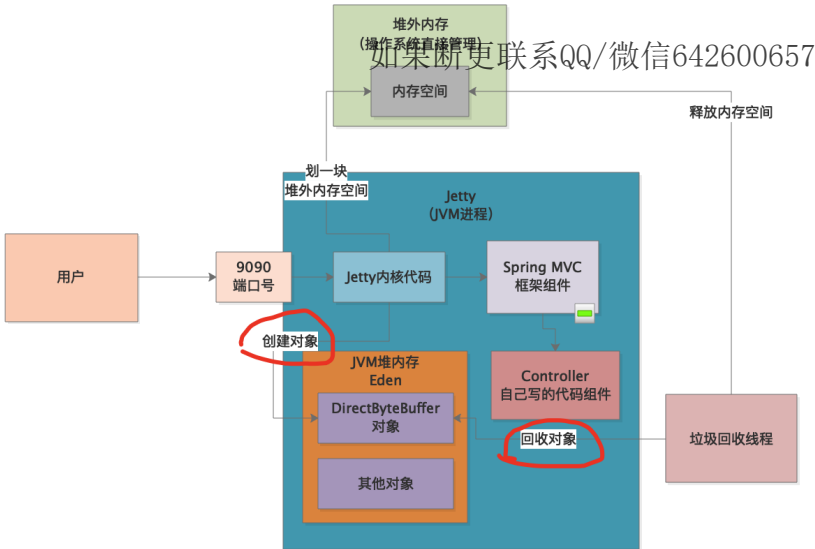 堆外内存
（操作系统直接管理）
如果断更联系QQ/微信642600657
内存空间
释放内存空间
划一块
堆外内存空间
Jetty
（JVM进程）
用户
9090
端口号
Jetty内核代码
Spring MVC
框架组件
创建对象
JVM堆内存
Eden
DirectByteBuffer
对象
其他对象
Controller
自己写的代码组件
回收对象
垃圾回收线程